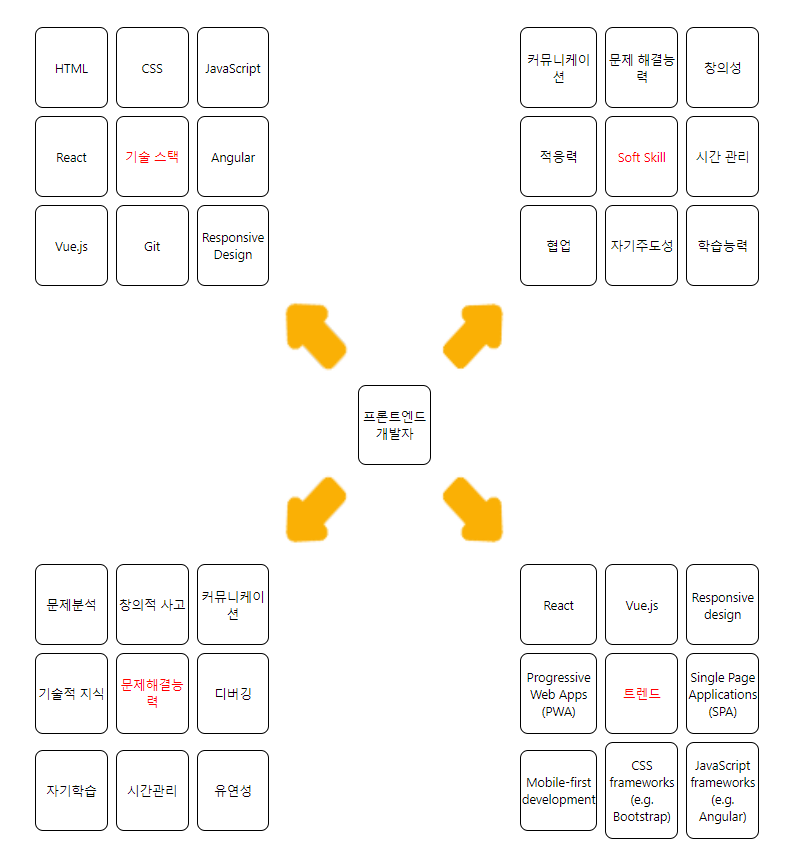 HTML
CSS
JavaScript
React
기술 스택
Angular
Vue.js
Git
Responsive
Design
커뮤니케이
션
문제 해결능
력
창의성
적응력
Soft Skill
시간 관리
협업
자기주도성
학습능력
프론트엔드
개발자
문제분석
창의적 사고
커뮤니케이
션
기술적 지식
문제해결능
력
디버깅
자기학습
시간관리
유연성
React
Vue.js
Responsive
design
Progressive
Web Apps
(PWA)
트렌드
Single Page
Applications
(SPA)
Mobile-first
development
CSS
frameworks
(e.g.
Bootstrap)
JavaScript
frameworks
(e.g.
Angular)